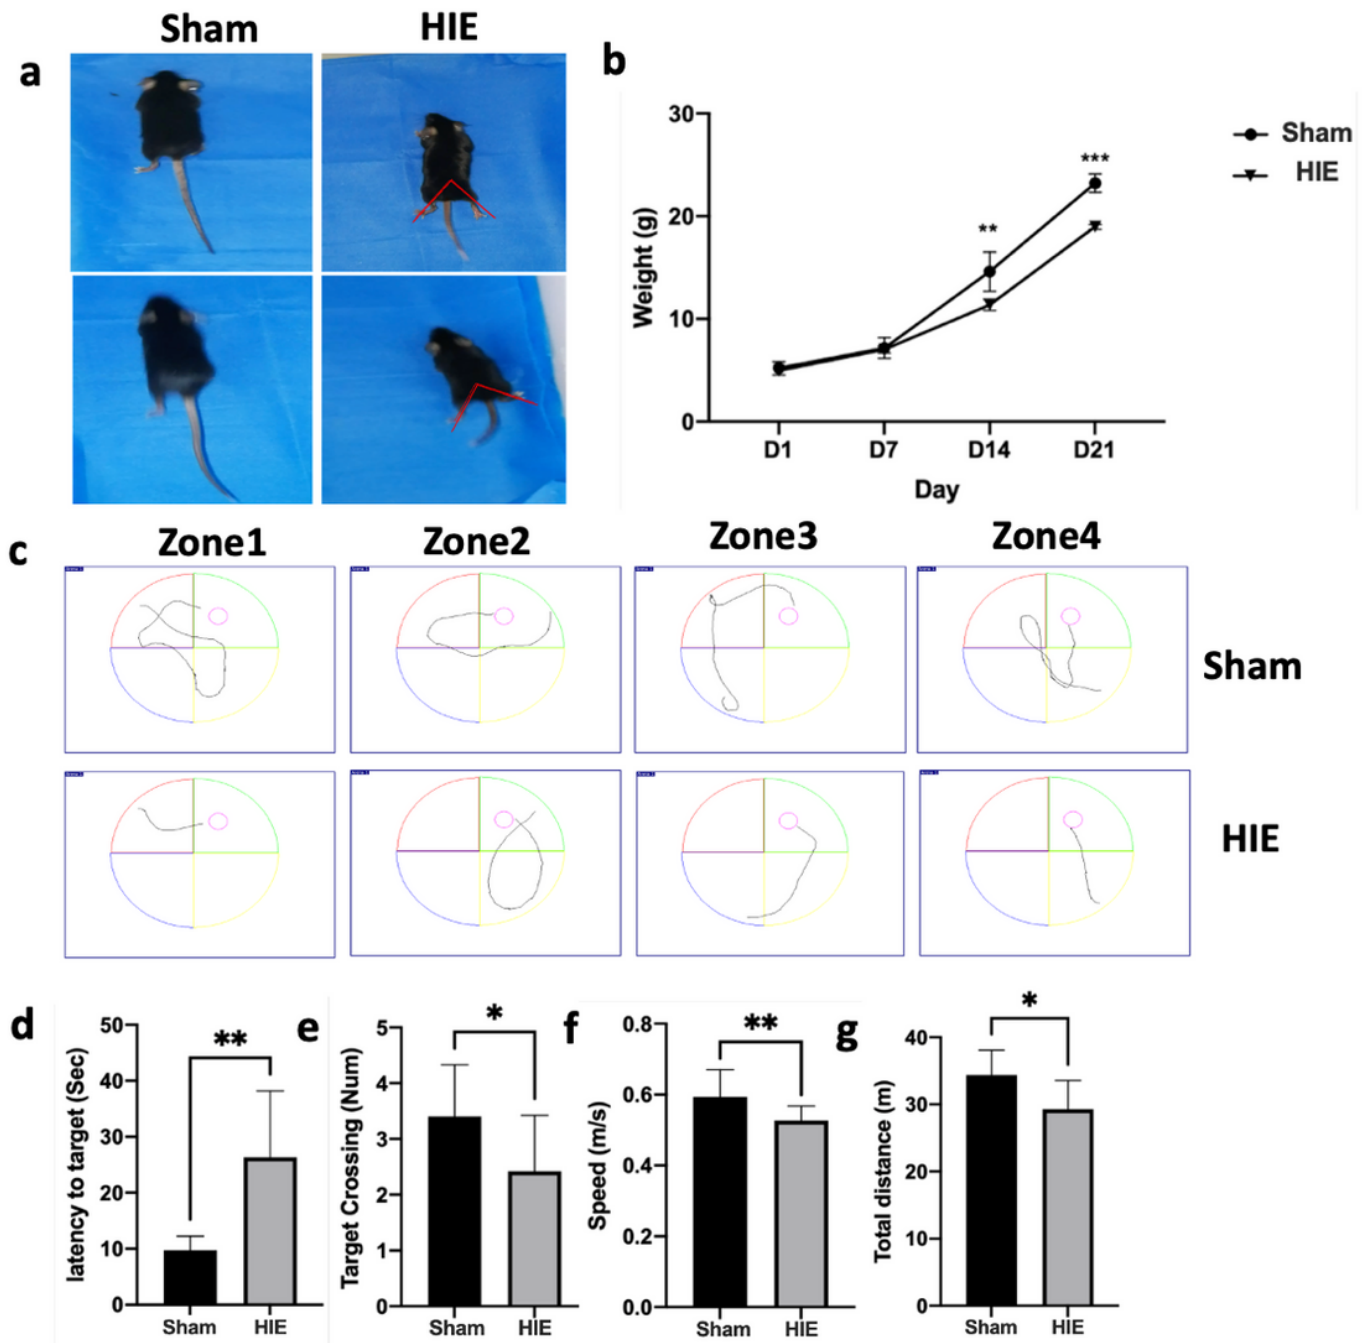 Sham HIE
a
b
30
20
10
0
Weight (g)
**
***
D1 D7 D14 D21
Day
Sham
HIE
c
Zone1 Zone2 Zone3 Zone4
Sham
HIE
d
latency to target (Sec)
50
40
30
20
10
0
**
Sham HIE
e
Target Crossing (Num)
5
4
3
2
1
0
*
Sham HIE
f
Speed (m/s)
0.8
0.6
0.4
0.2
0.0
**
Sham HIE
g
Total distance (m)
40
30
20
10
0
*
Sham HIE